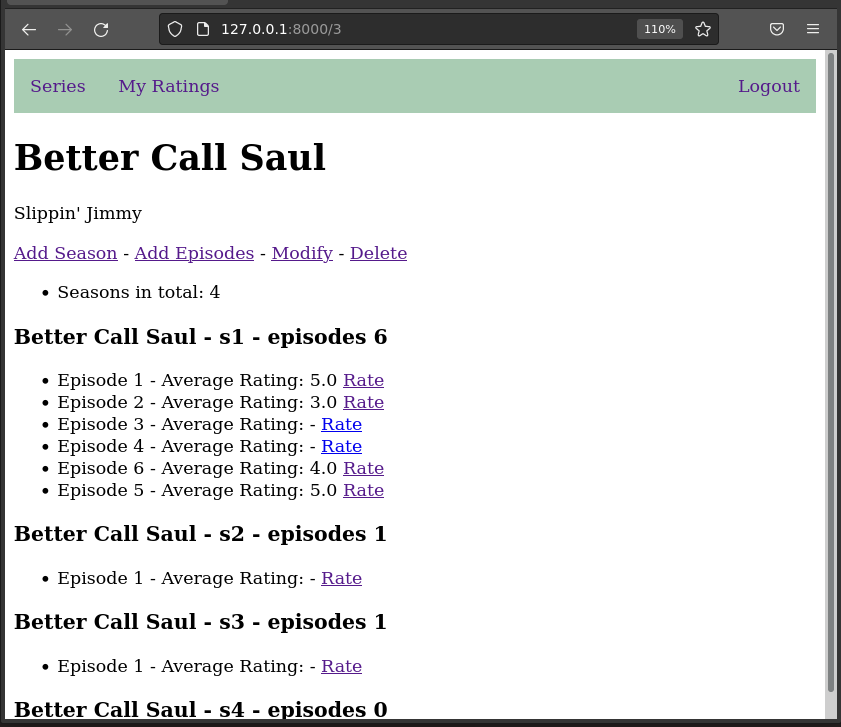 127.0.0.1:8000/3 110%
Series My Ratings Logout
Better Call Saul
Slippin' Jimmy
Add Season - Add Episodes - Modify - Delete
• Seasons in total: 4
Better Call Saul - s1 - episodes 6
• Episode 1 - Average Rating: 5.0 Rate
• Episode 2 - Average Rating: 3.0 Rate
• Episode 3 - Average Rating: - Rate
• Episode 4 - Average Rating: - Rate
• Episode 6 - Average Rating: 4.0 Rate
• Episode 5 - Average Rating: 5.0 Rate
Better Call Saul - s2 - episodes 1
• Episode 1 - Average Rating: - Rate
Better Call Saul - s3 - episodes 1
• Episode 1 - Average Rating: - Rate
Better Call Saul - s4 - episodes 0